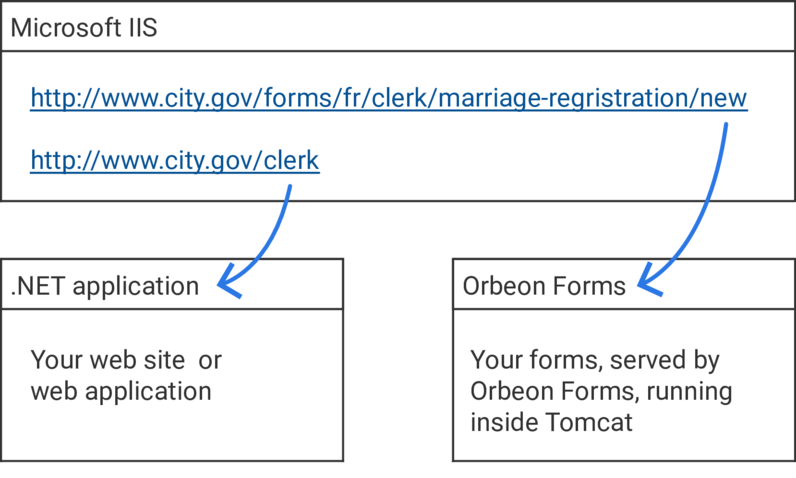 Microsoft IIS
http://www.city.gov/forms/fr/clerk/marriage-regristration/new
http://www.city.gov/clerk
.NET application
Your web site or
web application
Orbeon Forms
Your forms, served by
Orbeon Forms, running
inside Tomcat